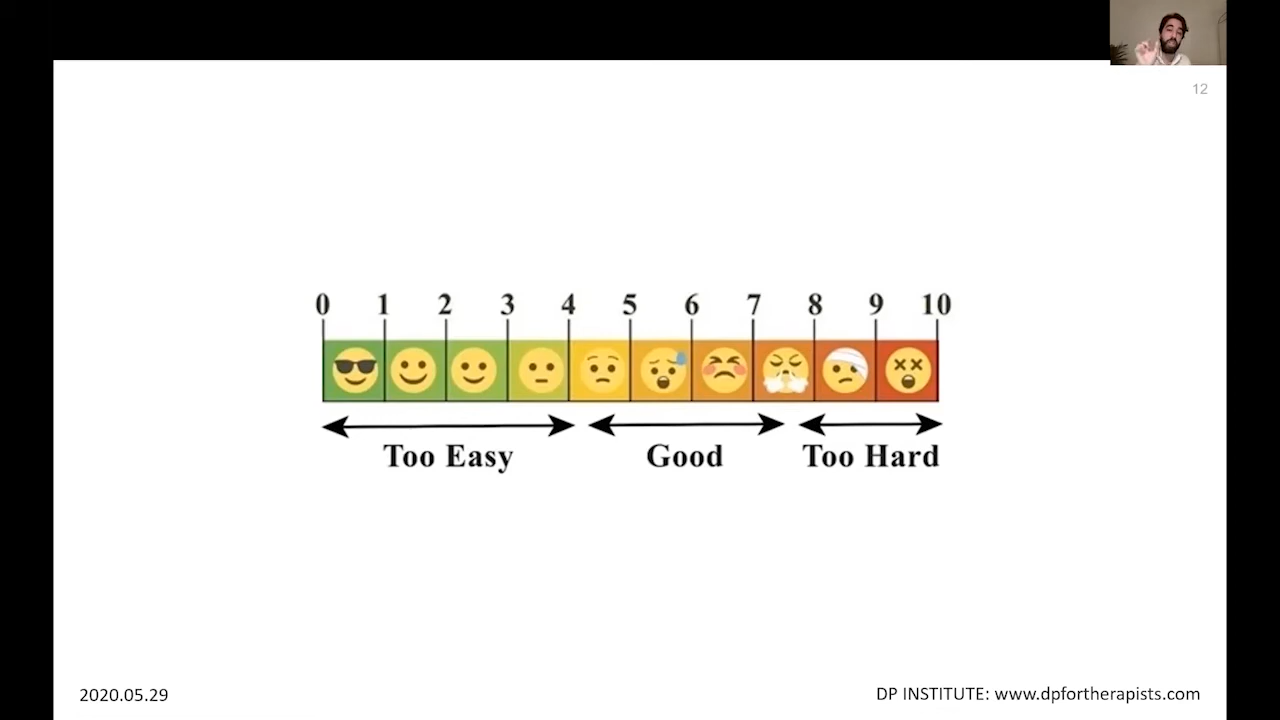 12
0 1 2 3 4 5 6 7 8 9 10
Too Easy Good Too Hard
2020.05.29 DP INSTITUTE: www.dpfortherapists.com